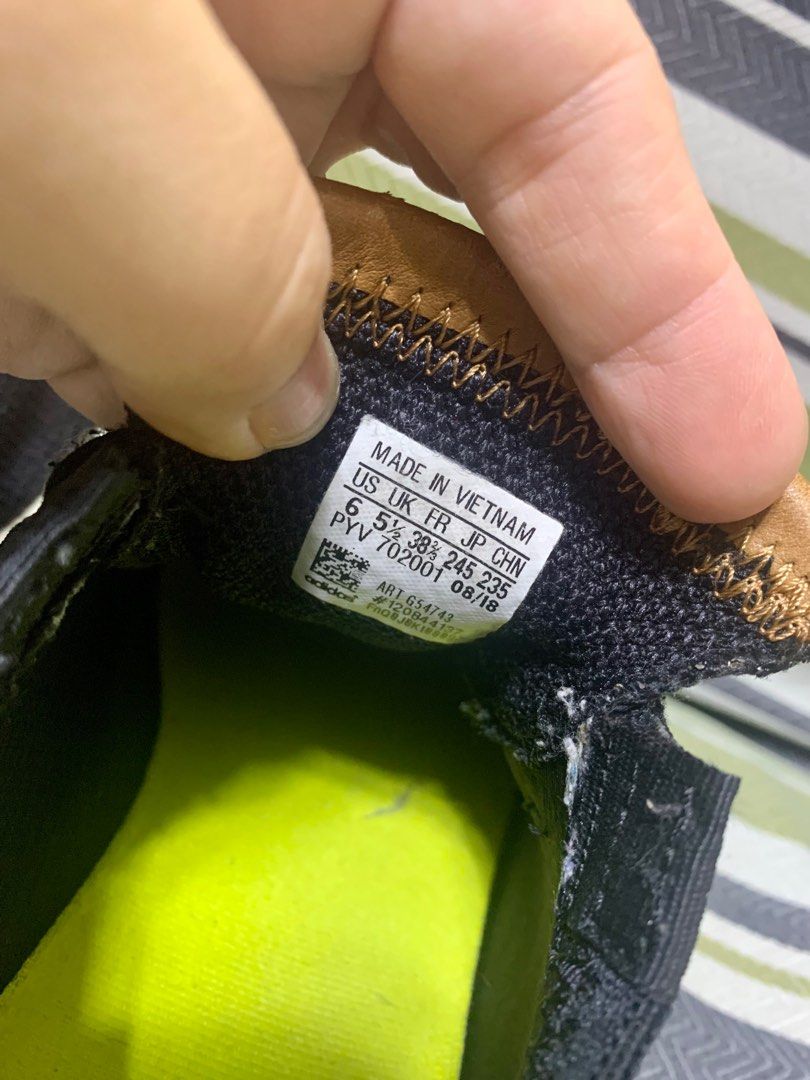 MADE IN VIETNAM
US UK FR JP CHN
6 5½ 38⅔ 245 235
PYV 702001 08/18
ART G54743
adidas